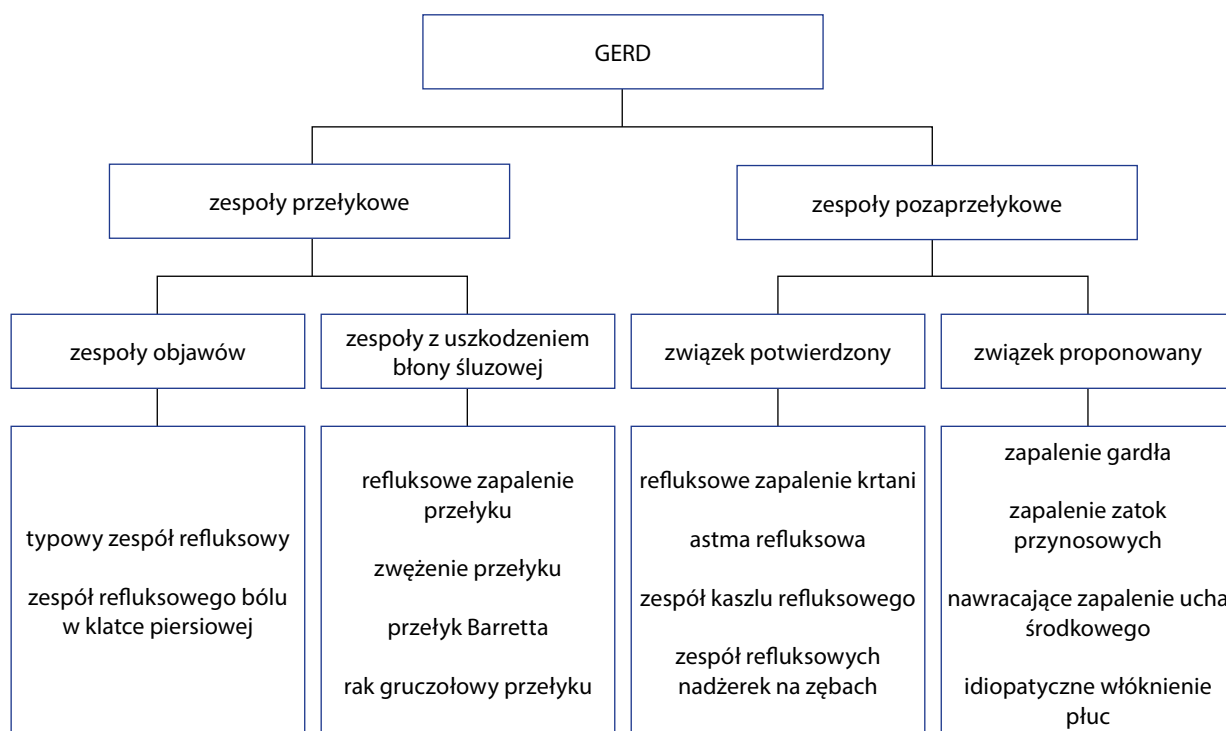 GERD
zespoły przełykowe
zespoły pozaprzełykowe
zespoły objawów
zespoły z uszkodzeniem
błony śluzowej
związek potwierdzony
związek proponowany
typowy zespół refluksowy
zespół refluksowego bólu
w klatce piersiowej
refluksowe zapalenie
przełyku
zwężenie przełyku
przełyk Barretta
rak gruczołowy przełyku
refluksowe zapalenie krtani
astma refluksowa
zespół kaszlu refluksowego
zespół refluksowych
nadżerek na zębach
zapalenie gardła
zapalenie zatok
przynosowych
nawracające zapalenie ucha
środkowego
idiopatyczne włóknienie
płuc